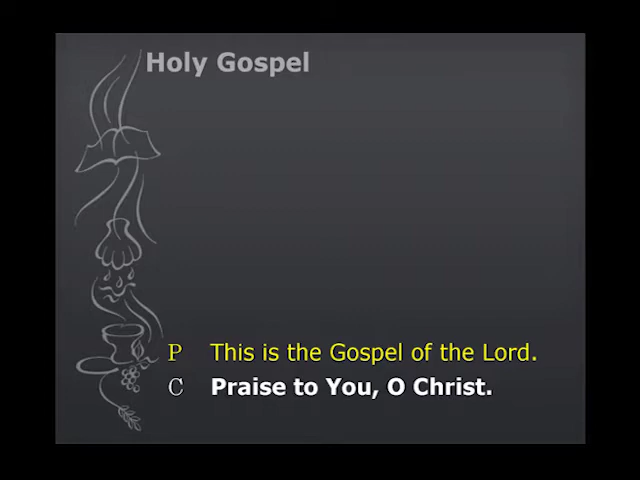 Holy Gospel
P This is the Gospel of the Lord.
C Praise to You, O Christ.